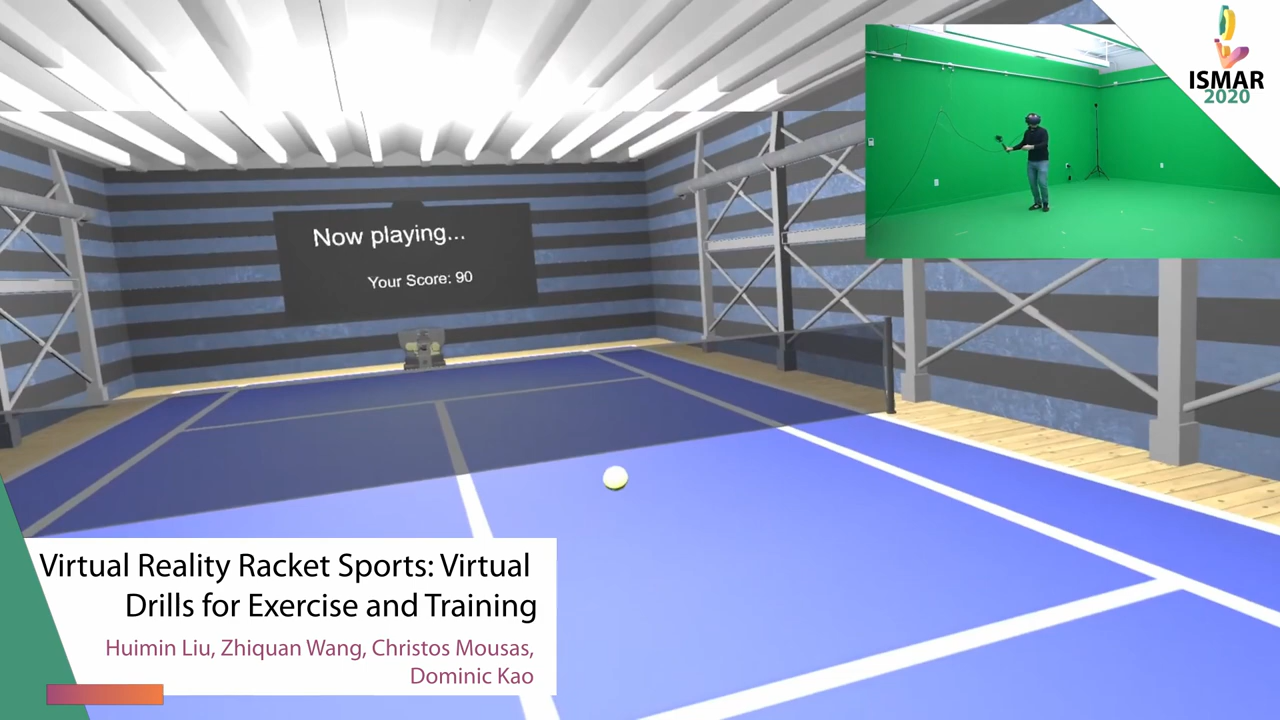 ISMAR
2020
Now playing...
Your Score: 90
Virtual Reality Racket Sports: Virtual
Drills for Exercise and Training
Huimin Liu, Zhiquan Wang, Christos Mousas,
Dominic Kao